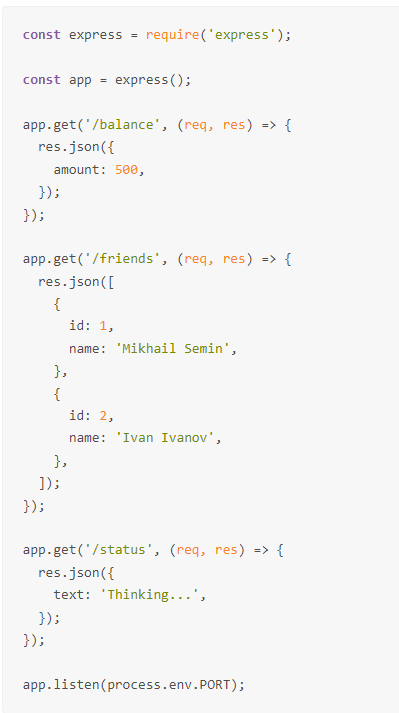 const express = require('express');
const app = express();
app.get('/balance', (req, res) => {
  res.json({
    amount: 500,
  });
});
app.get('/friends', (req, res) => {
  res.json([
    {
      id: 1,
      name: 'Mikhail Semin',
    },
    {
      id: 2,
      name: 'Ivan Ivanov',
    },
  ]);
});
app.get('/status', (req, res) => {
  res.json({
    text: 'Thinking...',
  });
});
app.listen(process.env.PORT);